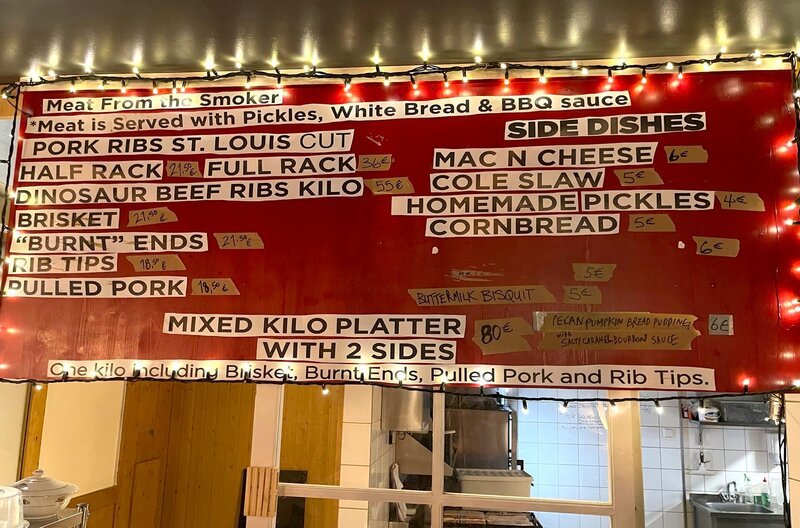 Meat From the Smoker
*Meat is Served with Pickles, White Bread & BBQ sauce
PORK RIBS ST. LOUIS CUT
HALF RACK 21,50€ FULL RACK 36€
DINOSAUR BEEF RIBS KILO 55€
BRISKET 21,50€
"BURNT" ENDS 21,50€
RIB TIPS 18,50€
PULLED PORK 18,50€
SIDE DISHES
MAC N CHEESE 6€
COLE SLAW 5€
HOMEMADE PICKLES 4€
CORNBREAD 5€
6€
5€
BUTTERMILK BISQUIT 5€
PECAN PUMPKIN BREAD PUDDING 6€
with
SALTY CARAMEL BOURBON SAUCE
MIXED KILO PLATTER 80€
WITH 2 SIDES
One kilo including Brisket, Burnt Ends, Pulled Pork and Rib Tips.